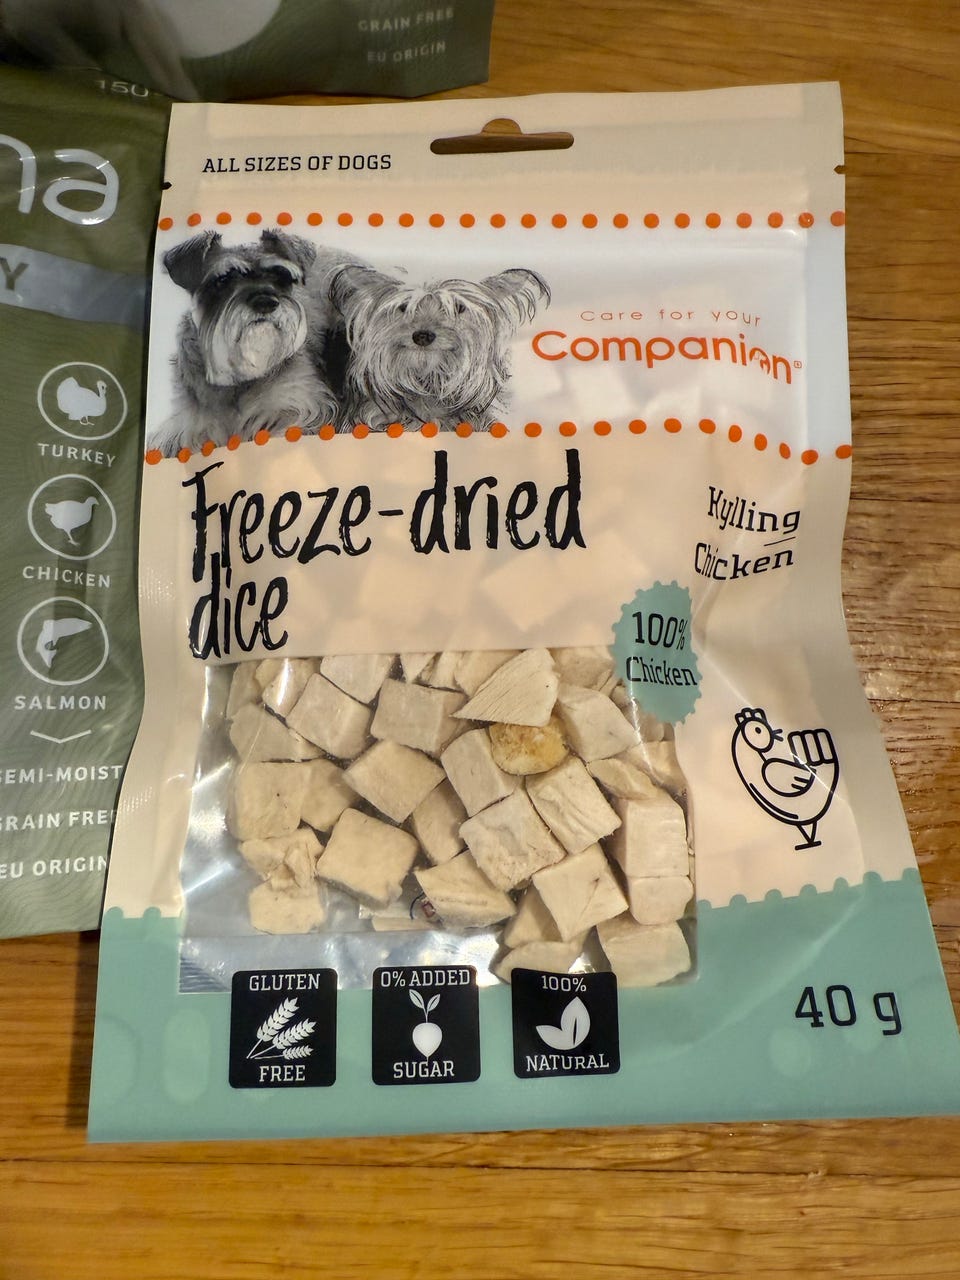 GRAIN FREE
EU ORIGIN
150
na
Y
TURKEY
CHICKEN
SALMON
SEMI-MOIST
GRAIN FREE
EU ORIGIN
ALL SIZES OF DOGS
Care for your
Companion®
Freeze-dried
dice
Kylling
Chicken
100%
Chicken
GLUTEN
FREE
0% ADDED
SUGAR
100%
NATURAL
40 g